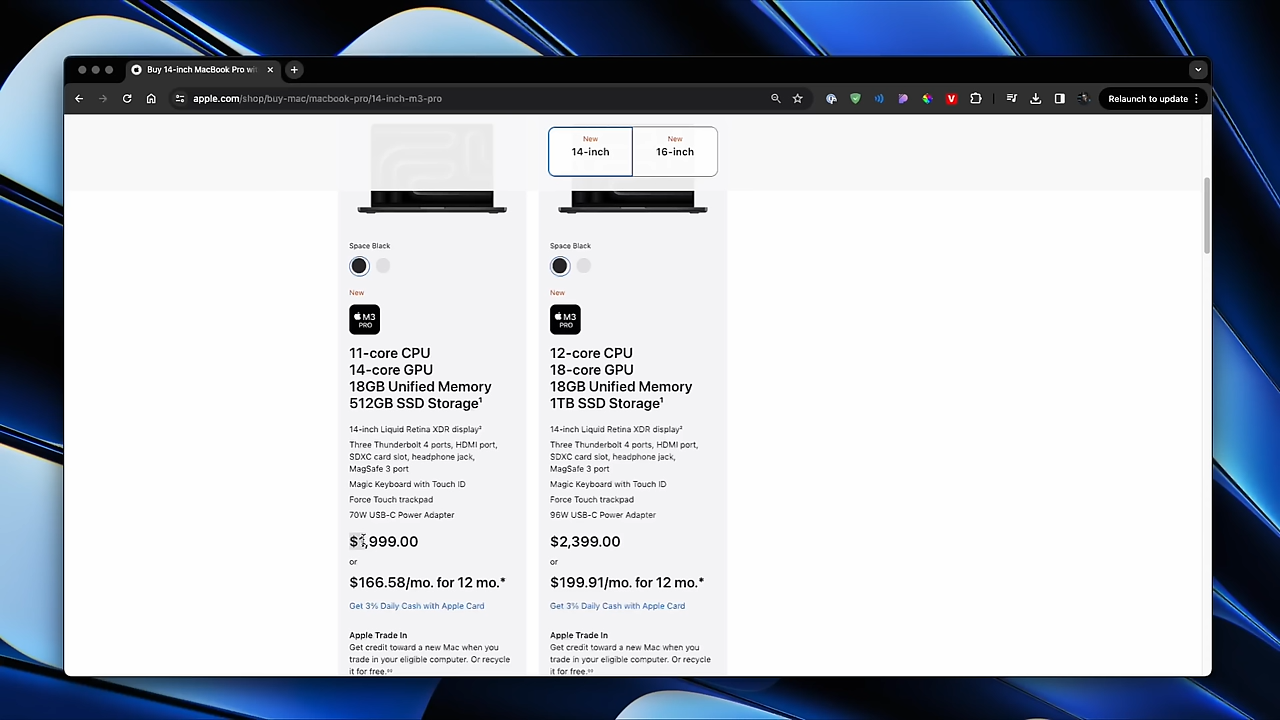 Buy 14-inch MacBook Pro wit
apple.com/shop/buy-mac/macbook-pro/14-inch-m3-pro
Relaunch to update
New
14-inch
New
16-inch
Space Black
New
M3
PRO
11-core CPU
14-core GPU
18GB Unified Memory
512GB SSD Storage¹
14-inch Liquid Retina XDR display²
Three Thunderbolt 4 ports, HDMI port,
SDXC card slot, headphone jack,
MagSafe 3 port
Magic Keyboard with Touch ID
Force Touch trackpad
70W USB-C Power Adapter
$1,999.00
or
$166.58/mo. for 12 mo.*
Get 3% Daily Cash with Apple Card
Apple Trade In
Get credit toward a new Mac when you
trade in your eligible computer. Or recycle
it for free.
Space Black
New
M3
PRO
12-core CPU
18-core GPU
18GB Unified Memory
1TB SSD Storage¹
14-inch Liquid Retina XDR display²
Three Thunderbolt 4 ports, HDMI port,
SDXC card slot, headphone jack,
MagSafe 3 port
Magic Keyboard with Touch ID
Force Touch trackpad
96W USB-C Power Adapter
$2,399.00
or
$199.91/mo. for 12 mo.*
Get 3% Daily Cash with Apple Card
Apple Trade In
Get credit toward a new Mac when you
trade in your eligible computer. Or recycle
it for free.